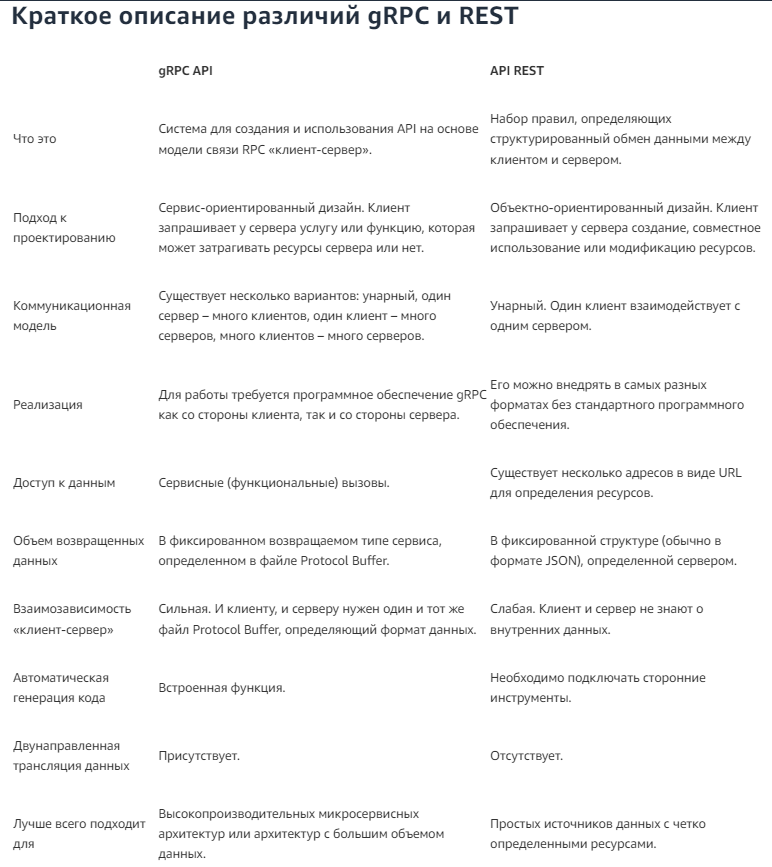 Краткое описание различий gRPC и REST
gRPC API
API REST
Что это
Система для создания и использования API на основе
модели связи RPC «клиент-сервер».
Набор правил, определяющих
структурированный обмен данными между
клиентом и сервером.
Подход к
проектированию
Сервис-ориентированный дизайн. Клиент
запрашивает у сервера услугу или функцию, которая
может затрагивать ресурсы сервера или нет.
Объектно-ориентированный дизайн. Клиент
запрашивает у сервера создание, совместное
использование или модификацию ресурсов.
Коммуникационная
модель
Существует несколько вариантов: унарный, один
сервер – много клиентов, один клиент – много
серверов, много клиентов – много серверов.
Унарный. Один клиент взаимодействует с
одним сервером.
Реализация
Для работы требуется программное обеспечение gRPC
как со стороны клиента, так и со стороны сервера.
Его можно внедрять в самых разных
форматах без стандартного программного
обеспечения.
Доступ к данным
Сервисные (функциональные) вызовы.
Существует несколько адресов в виде URL
для определения ресурсов.
Объем возвращенных
данных
В фиксированном возвращаемом типе сервиса,
определенном в файле Protocol Buffer.
В фиксированной структуре (обычно в
формате JSON), определенной сервером.
Взаимозависимость
«клиент-сервер»
Сильная. И клиенту, и серверу нужен один и тот же
файл Protocol Buffer, определяющий формат данных.
Слабая. Клиент и сервер не знают о
внутренних данных.
Автоматическая
генерация кода
Встроенная функция.
Необходимо подключать сторонние
инструменты.
Двунаправленная
трансляция данных
Присутствует.
Отсутствует.
Лучше всего подходит
для
Высокопроизводительных микросервисных
архитектур или архитектур с большим объемом
данных.
Простых источников данных с четко
определенными ресурсами.